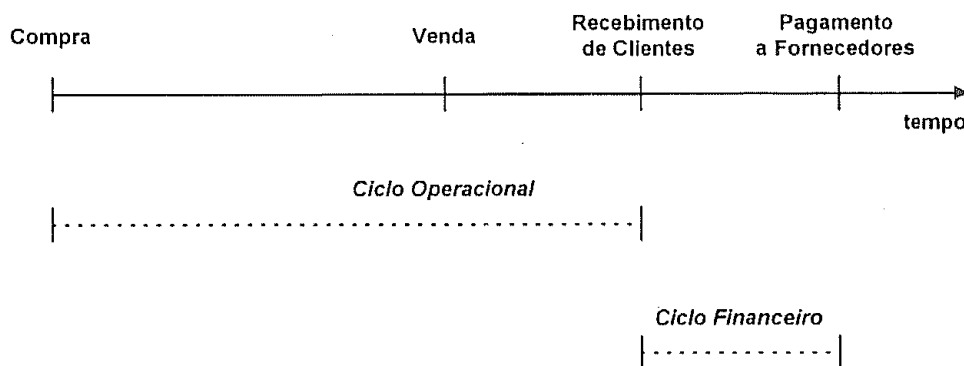 Compra
Venda
Recebimento
de Clientes
Pagamento
a Fornecedores
tempo
Ciclo Operacional
Ciclo Financeiro